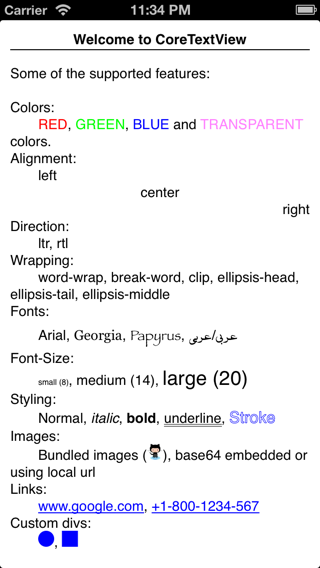 Carrier 11:34 PM
Welcome to CoreTextView
Some of the supported features:
Colors:
RED, GREEN, BLUE and TRANSPARENT
colors.
Alignment:
left
center
right
Direction:
ltr, rtl
Wrapping:
word-wrap, break-word, clip, ellipsis-head,
ellipsis-tail, ellipsis-middle
Fonts:
Arial, Georgia, Papyrus, عربي/عربى
Font-Size:
small (8), medium (14), large (20)
Styling:
Normal, italic, bold, underline, Stroke
Images:
Bundled images ( ), base64 embedded or
using local url
Links:
www.google.com, +1-800-1234-567
Custom divs:
,